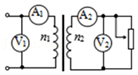 A₁ A₂
V₁ n₁ n₂ V₂